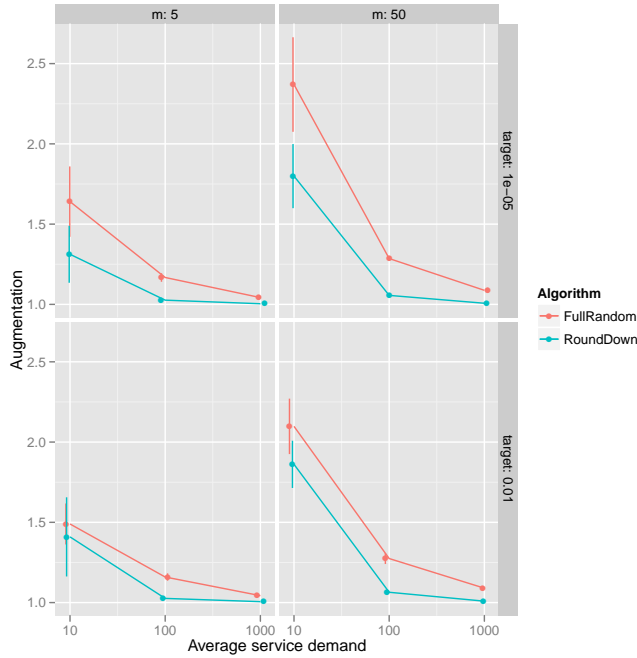 m: 5
m: 50
2.5
2.0
1.5
1.0
target: 1e−05
Augmentation
2.5
2.0
1.5
1.0
target: 0.01
10
100
1000
10
100
1000
Average service demand
Algorithm
FullRandom
RoundDown